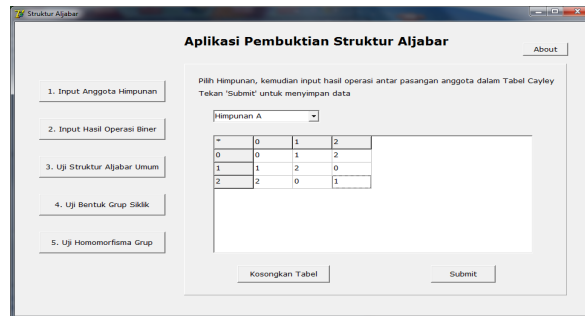 Struktur Aljabar
Aplikasi Pembuktian Struktur Aljabar
About
1. Input Anggota Himpunan
2. Input Hasil Operasi Biner
3. Uji Struktur Aljabar Umum
4. Uji Bentuk Grup Siklik
5. Uji Homomorfisma Grup
Pilih Himpunan, kemudian input hasil operasi antar pasangan anggota dalam Tabel Cayley
Tekan 'Submit' untuk menyimpan data
Himpunan A
* 0 1 2
0 0 1 2
1 1 2 0
2 2 0 1
Kosongkan Tabel
Submit